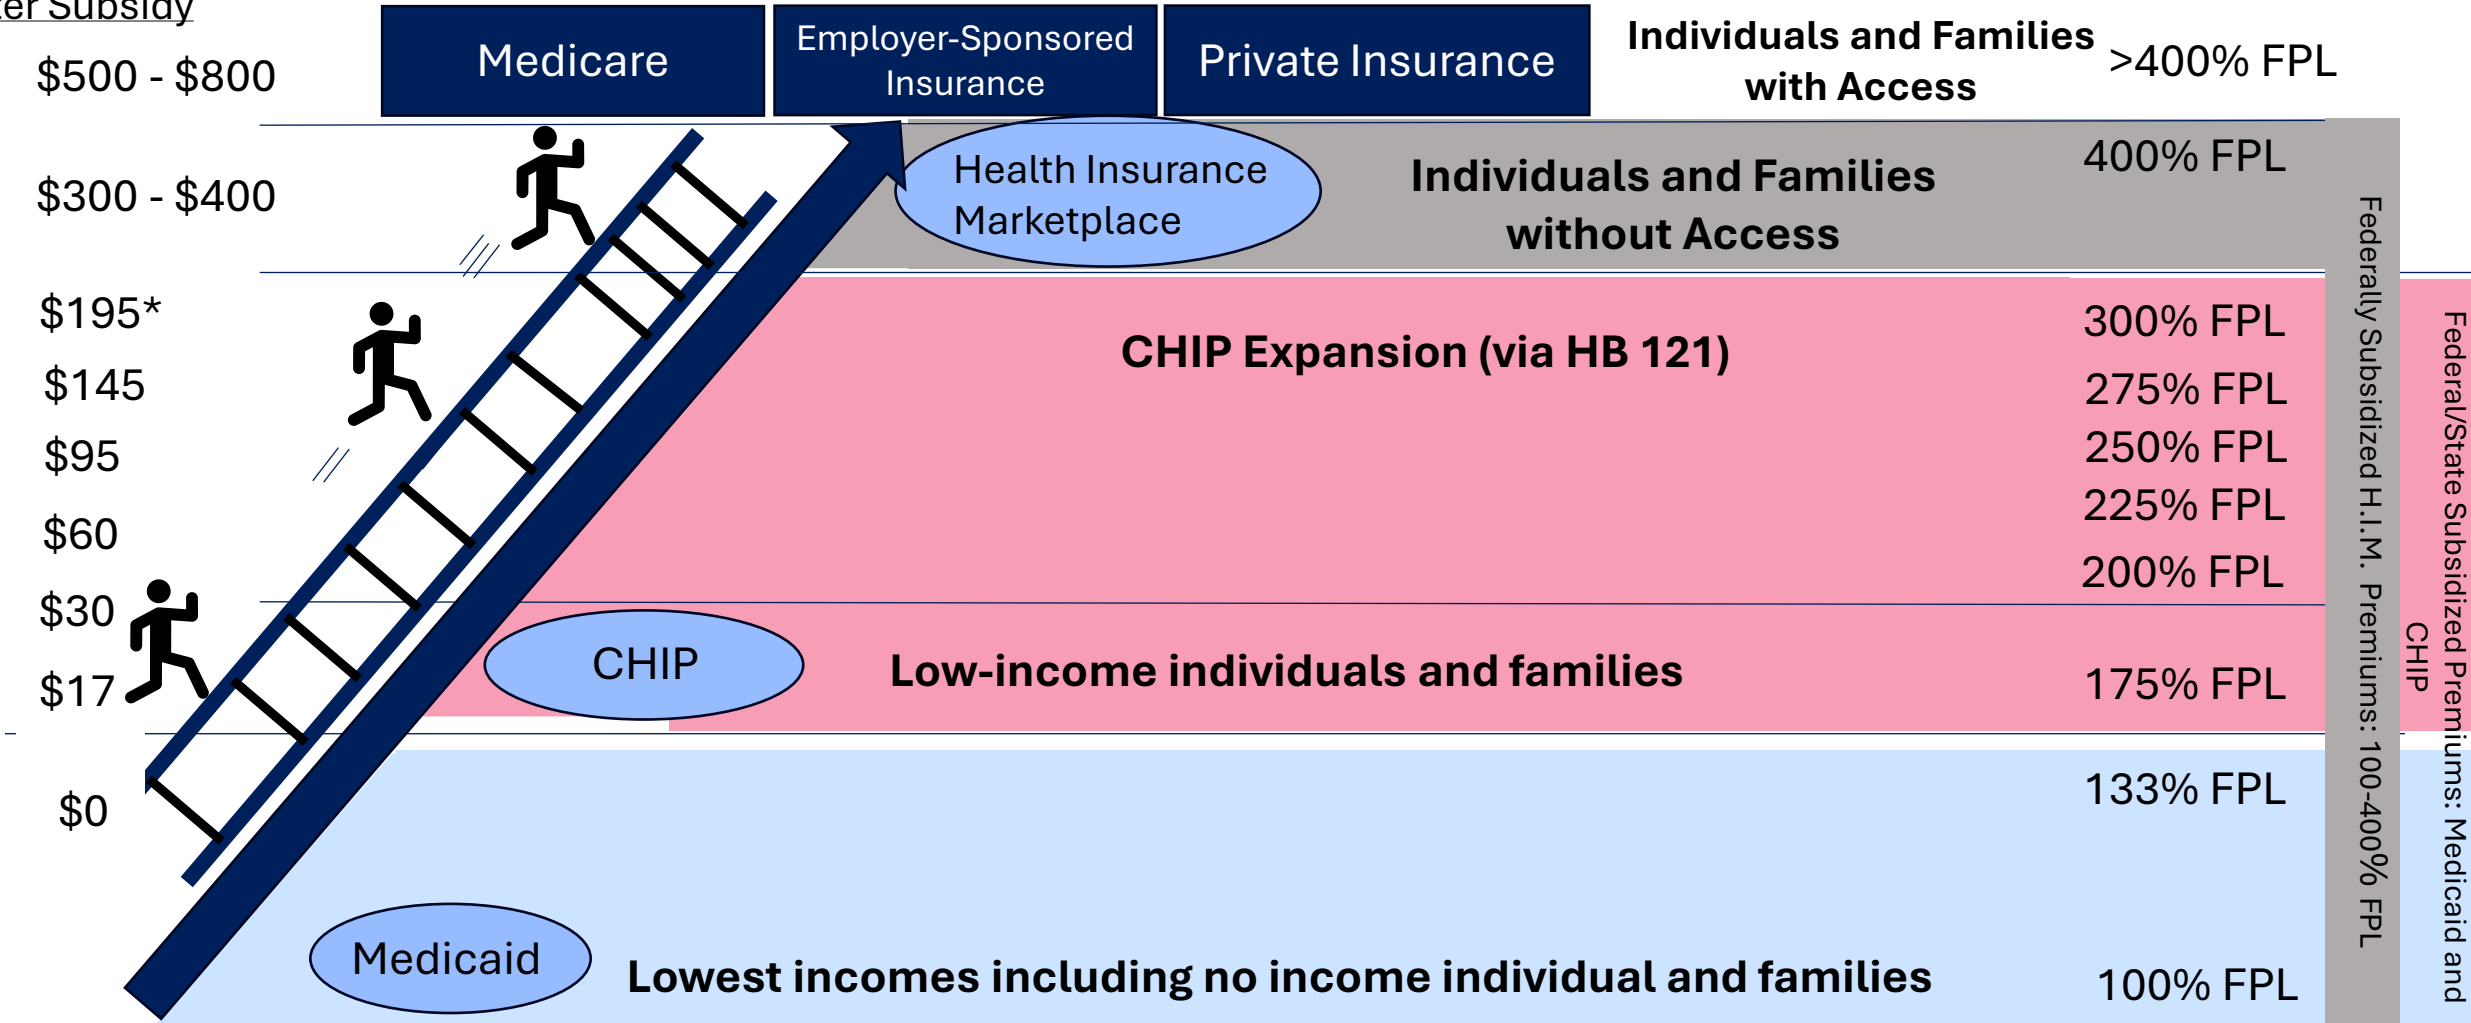 ter Subsidy
$500 - $800
Medicare
Employer-Sponsored
Insurance
Private Insurance
Individuals and Families
with Access
>400% FPL
$300 - $400
Health Insurance
Marketplace
Individuals and Families
without Access
400% FPL
$195*
CHIP Expansion (via HB 121)
300% FPL
$145
275% FPL
$95
250% FPL
$60
225% FPL
200% FPL
$30
$17
CHIP
Low-income individuals and families
175% FPL
$0
133% FPL
Medicaid
Lowest incomes including no income individual and families
100% FPL
Federally Subsidized H.I.M. Premiums: 100-400% FPL
Federal/State Subsidized Premiums: Medicaid and
CHIP